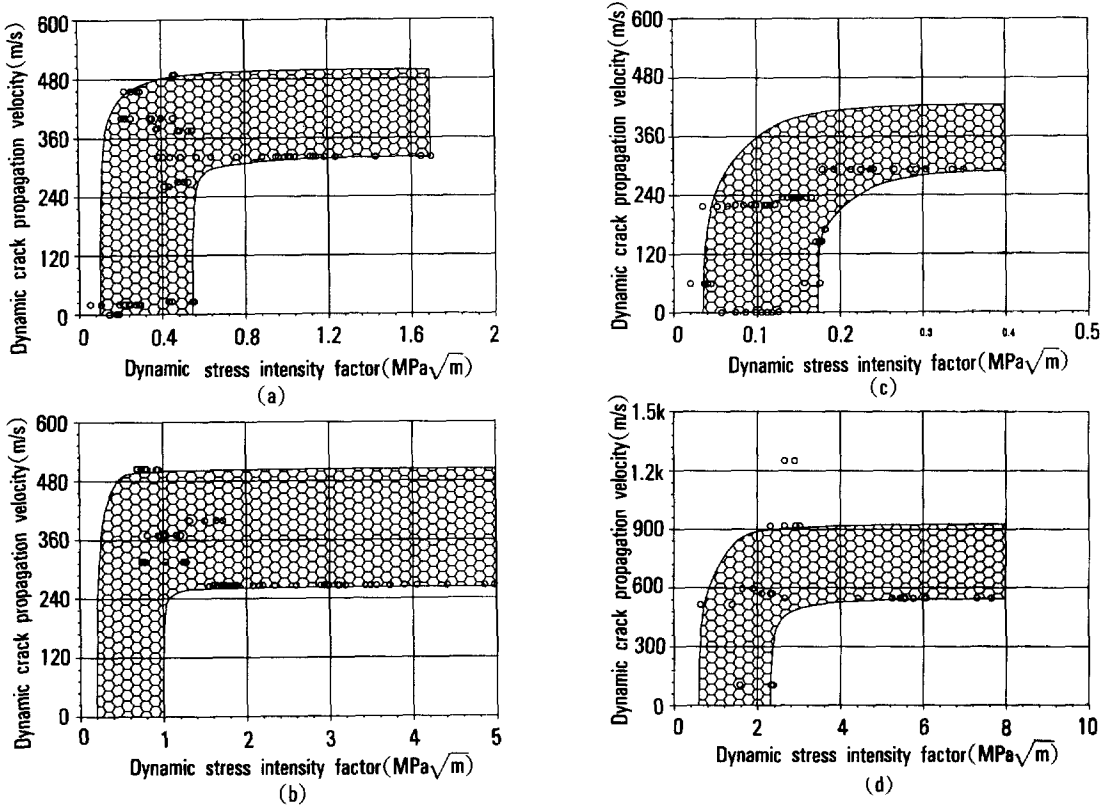 Dynamic crack propagation velocity(m/s)
600
480
360
240
120
0
0 0.4 0.8 1.2 1.6 2
Dynamic stress intensity factor(MPa√m)
(a)
Dynamic crack propagation velocity(m/s)
600
480
360
240
120
0
0 0.1 0.2 0.3 0.4 0.5
Dynamic stress intensity factor(MPa√m)
(c)
Dynamic crack propagation velocity(m/s)
600
480
360
240
120
0
0 1 2 3 4 5
Dynamic stress intensity factor(MPa√m)
(b)
Dynamic crack propagation velocity(m/s)
1.5k
1.2k
900
600
300
0
0 2 4 6 8 10
Dynamic stress intensity factor(MPa√m)
(d)